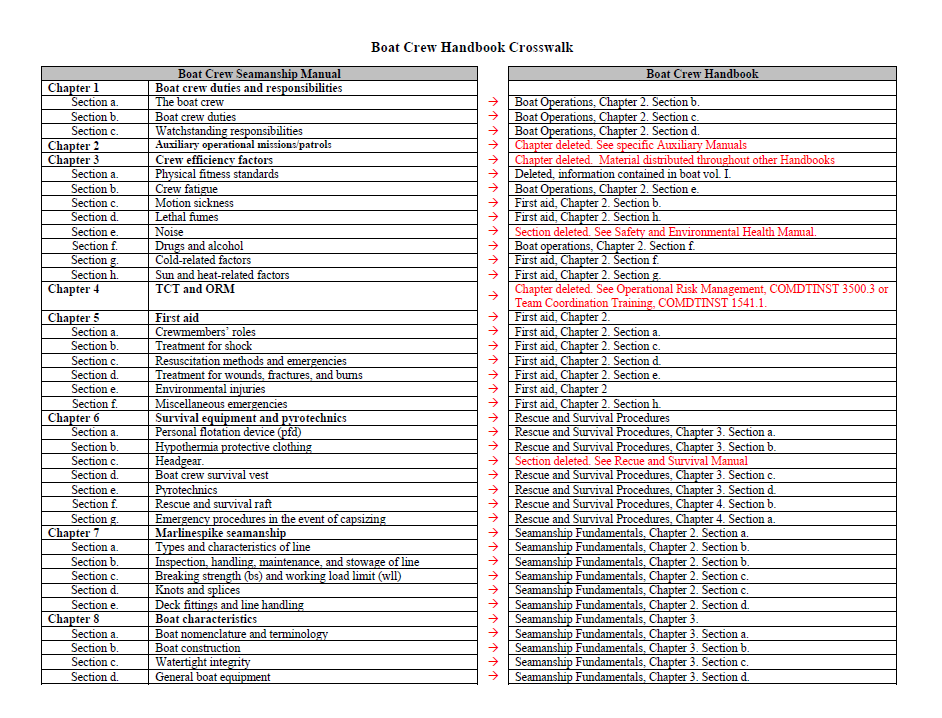 Boat Crew Handbook Crosswalk
Boat Crew Seamanship Manual Boat Crew Handbook
Chapter 1 Boat crew duties and responsibilities
Section a. The boat crew → Boat Operations, Chapter 2. Section b.
Section b. Boat crew duties → Boat Operations, Chapter 2. Section c.
Section c. Watchstanding responsibilities → Boat Operations, Chapter 2. Section d.
Chapter 2 Auxiliary operational missions/patrols → Chapter deleted. See specific Auxiliary Manuals
Chapter 3 Crew efficiency factors → Chapter deleted. Material distributed throughout other Handbooks
Section a. Physical fitness standards → Deleted, information contained in boat vol. I.
Section b. Crew fatigue → Boat Operations, Chapter 2. Section e.
Section c. Motion sickness → First aid, Chapter 2. Section b.
Section d. Lethal fumes → First aid, Chapter 2. Section h.
Section e. Noise → Section deleted. See Safety and Environmental Health Manual.
Section f. Drugs and alcohol → Boat operations, Chapter 2. Section f.
Section g. Cold-related factors → First aid, Chapter 2. Section f.
Section h. Sun and heat-related factors → First aid, Chapter 2. Section g.
Chapter 4 TCT and ORM → Chapter deleted. See Operational Risk Management, COMDTINST 3500.3 or
Team Coordination Training, COMDTINST 1541.1.
Chapter 5 First aid → First aid, Chapter 2.
Section a. Crewmembers' roles → First aid, Chapter 2. Section a.
Section b. Treatment for shock → First aid, Chapter 2. Section c.
Section c. Resuscitation methods and emergencies → First aid, Chapter 2. Section d.
Section d. Treatment for wounds, fractures, and burns → First aid, Chapter 2. Section e.
Section e. Environmental injuries → First aid, Chapter 2
Section f. Miscellaneous emergencies → First aid, Chapter 2. Section h.
Chapter 6 Survival equipment and pyrotechnics → Rescue and Survival Procedures
Section a. Personal flotation device (pfd) → Rescue and Survival Procedures, Chapter 3. Section a.
Section b. Hypothermia protective clothing → Rescue and Survival Procedures, Chapter 3. Section b.
Section c. Headgear. → Section deleted. See Recue and Survival Manual
Section d. Boat crew survival vest → Rescue and Survival Procedures, Chapter 3. Section c.
Section e. Pyrotechnics → Rescue and Survival Procedures, Chapter 3. Section d.
Section f. Rescue and survival raft → Rescue and Survival Procedures, Chapter 4. Section b.
Section g. Emergency procedures in the event of capsizing → Rescue and Survival Procedures, Chapter 4. Section a.
Chapter 7 Marlinespike seamanship → Seamanship Fundamentals, Chapter 2. Section a.
Section a. Types and characteristics of line → Seamanship Fundamentals, Chapter 2. Section b.
Section b. Inspection, handling, maintenance, and stowage of line → Seamanship Fundamentals, Chapter 2. Section b.
Section c. Breaking strength (bs) and working load limit (wll) → Seamanship Fundamentals, Chapter 2. Section c.
Section d. Knots and splices → Seamanship Fundamentals, Chapter 2. Section c.
Section e. Deck fittings and line handling → Seamanship Fundamentals, Chapter 2. Section d.
Chapter 8 Boat characteristics → Seamanship Fundamentals, Chapter 3.
Section a. Boat nomenclature and terminology → Seamanship Fundamentals, Chapter 3. Section a.
Section b. Boat construction → Seamanship Fundamentals, Chapter 3. Section b.
Section c. Watertight integrity → Seamanship Fundamentals, Chapter 3. Section c.
Section d. General boat equipment → Seamanship Fundamentals, Chapter 3. Section d.